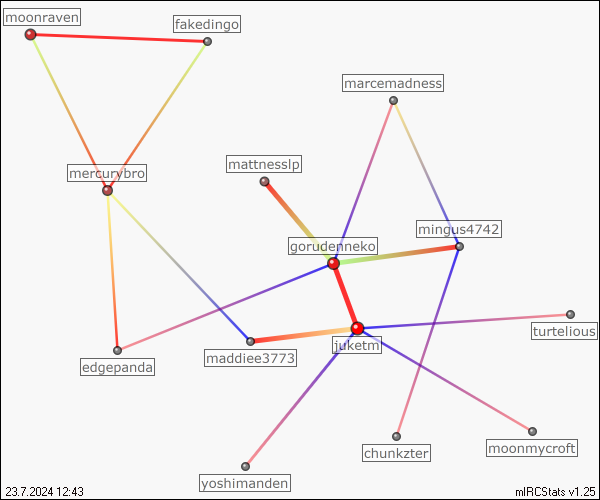 moonraven
fakedingo
marcemadness
mattnesslp
mercurybro
mingus4742
gorudenneko
turtelious
juketm
maddiee3773
edgepanda
moonmycroft
chunkzter
yoshimanden
23.7.2024 12:43
mIRCStats v1.25